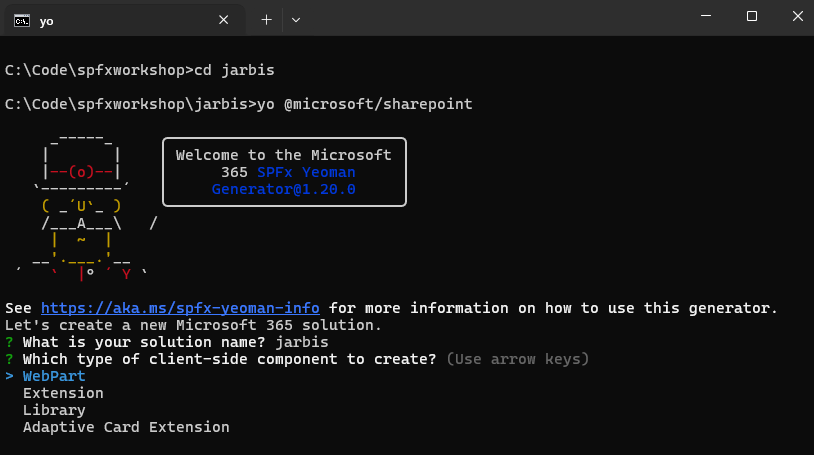 yo
C:\Code\spfxworkshop>cd jarbis
C:\Code\spfxworkshop\jarbis>yo @microsoft/sharepoint
Welcome to the Microsoft
365 SPFx Yeoman
Generator@1.20.0
See https://aka.ms/spfx-yeoman-info for more information on how to use this generator.
Let's create a new Microsoft 365 solution.
? What is your solution name? jarbis
? Which type of client-side component to create? (Use arrow keys)
> WebPart
Extension
Library
Adaptive Card Extension